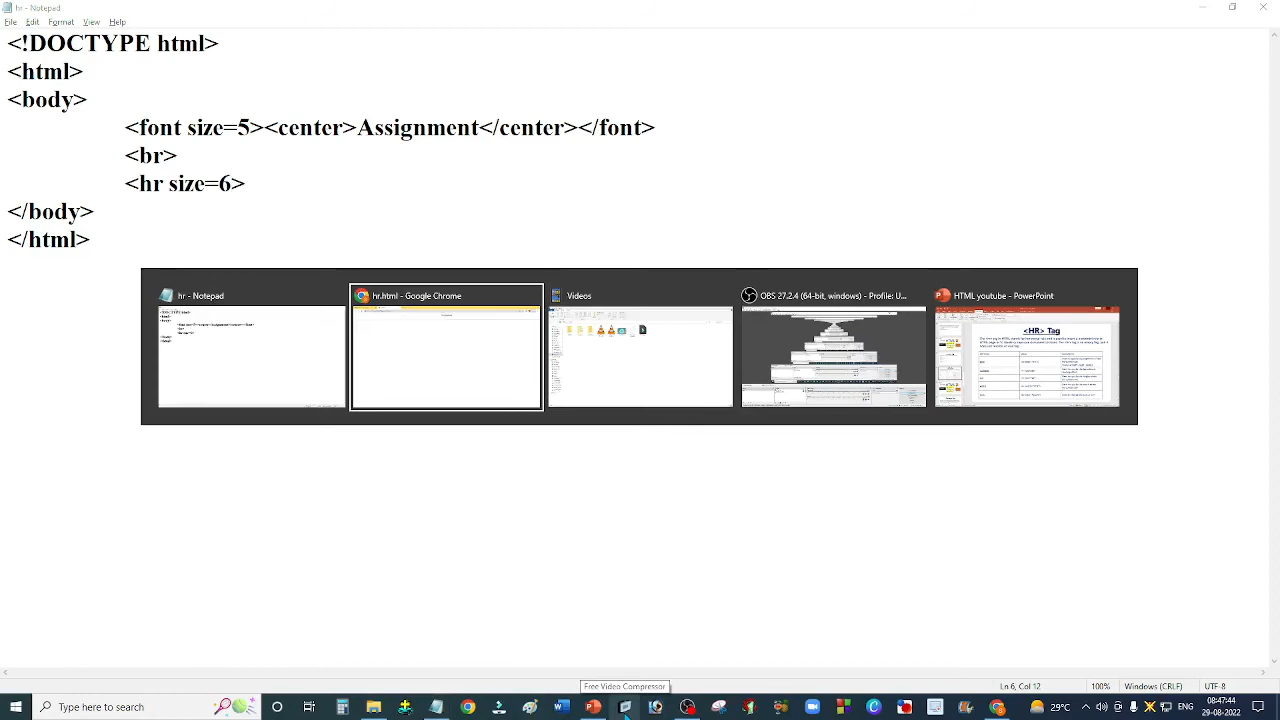 hr - Notepad
File Edit Format View Help
<!DOCTYPE html>
<html>
<body>
<font size=5><center>Assignment</center></font>
<br>
<hr size=6>
</body>
</html>
hr - Notepad
hr.html - Google Chrome
Videos
OBS 27.2.4 (64-bit, windows) - Profile: U...
HTML youtube - PowerPoint
<HR> Tag
Free Video Compressor
Ln 6, Col 12
100%
Windows (CRLF)
UTF-8
Type here to search
29°C
08:47:44
29-08-2022